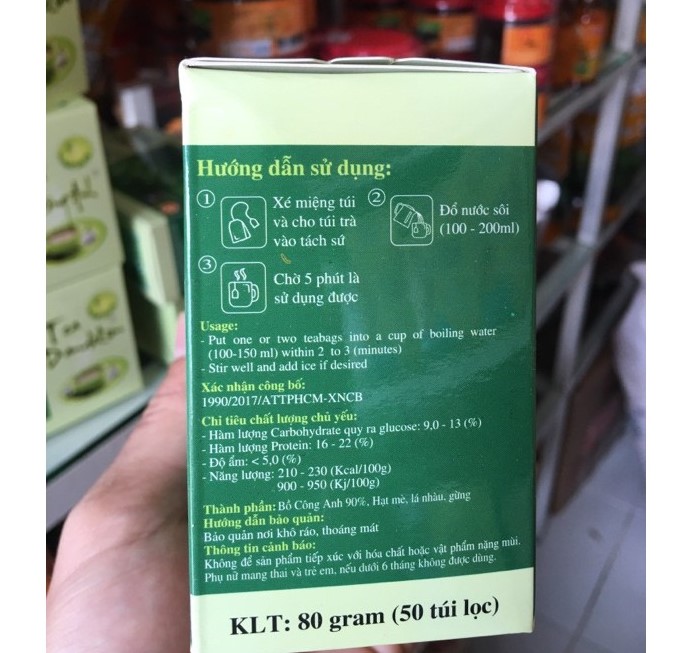 Hướng dẫn sử dụng:
① Xé miệng túi
và cho túi trà
vào tách sứ
② Đổ nước sôi
(100 - 200ml)
③ Chờ 5 phút là
sử dụng được
Usage:
- Put one or two teabags into a cup of boiling water
(100-150 ml) within 2 to 3 (minutes)
- Stir well and add ice if desired
Xác nhận công bố:
1990/2017/ATTPHCM-XNCB
Chỉ tiêu chất lượng chủ yếu:
- Hàm lượng Carbohydrate quy ra glucose: 9,0 - 13 (%)
- Hàm lượng Protein: 16 - 22 (%)
- Độ ẩm: < 5,0 (%)
- Năng lượng: 210 - 230 (Kcal/100g)
900 - 950 (Kj/100g)
Thành phần: Bồ Công Anh 90%, Hạt mè, lá nhàu, gừng
Hướng dẫn bảo quản:
Bảo quản nơi khô ráo, thoáng mát
Thông tin cảnh báo:
Không để sản phẩm tiếp xúc với hóa chất hoặc vật phẩm nặng mùi.
Phụ nữ mang thai và trẻ em, nếu dưới 6 tháng không được dùng.
KLT: 80 gram (50 túi lọc)
Tea